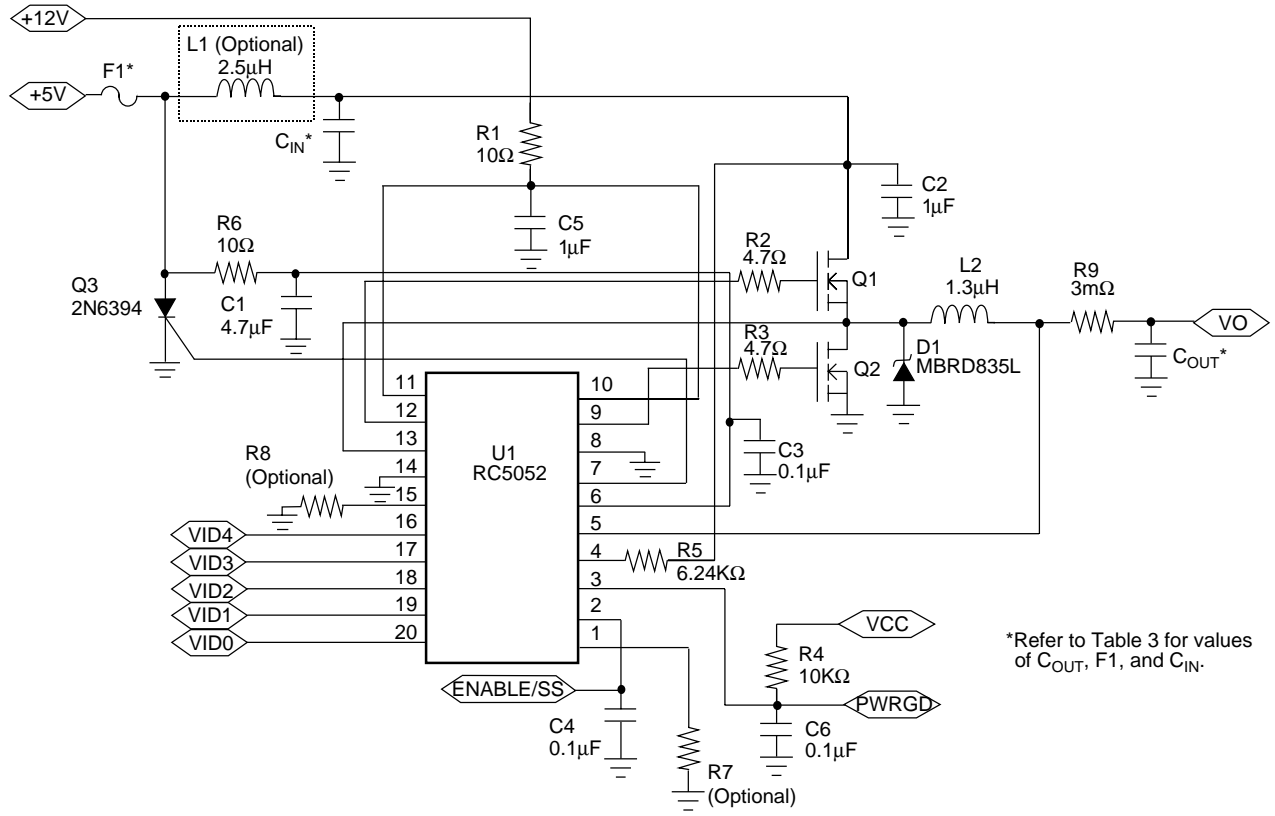 +12V
L1 (Optional)
2.5μH
F1*
+5V
CIN*
R1
10Ω
C2
1μF
C5
1μF
R6
10Ω
R2
4.7Ω
Q1
L2
1.3μH
R9
3mΩ
Q3
2N6394
C1
4.7μF
VO
R3
4.7Ω
Q2
D1
MBRD835L
COUT*
11
10
12
9
13
8
14
7
15
6
16
5
17
4
18
3
19
2
20
1
U1
RC5052
C3
0.1μF
R8
(Optional)
VID4
VID3
VID2
VID1
VID0
R5
6.24KΩ
VCC
R4
10KΩ
*Refer to Table 3 for values
of COUT, F1, and CIN.
ENABLE/SS
PWRGD
C4
0.1μF
C6
0.1μF
R7
(Optional)